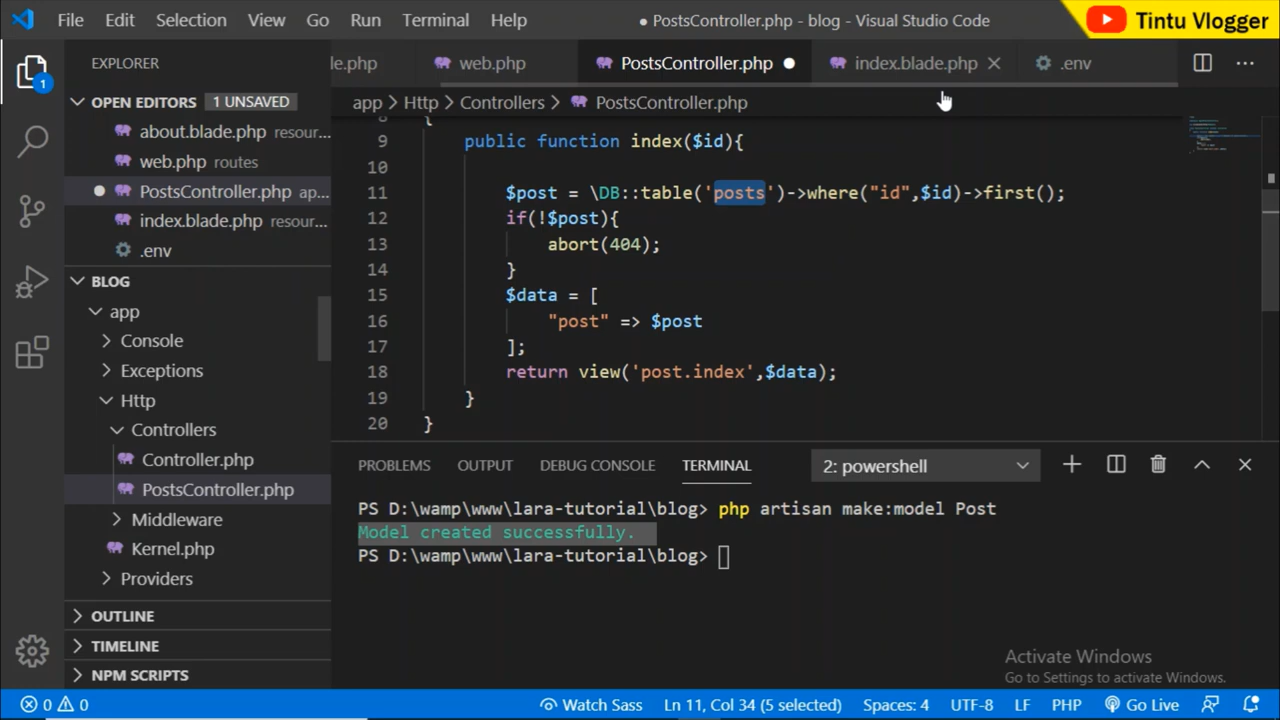 File Edit Selection View Go Run Terminal Help
● PostsController.php - blog - Visual Studio Code
Tintu Vlogger
EXPLORER
le.php web.php PostsController.php ● index.blade.php × .env ···
OPEN EDITORS 1 UNSAVED
about.blade.php resour...
web.php routes
● PostsController.php ap...
index.blade.php resour...
.env
BLOG
app
Console
Exceptions
Http
Controllers
Controller.php
PostsController.php
Middleware
Kernel.php
Providers
OUTLINE
TIMELINE
NPM SCRIPTS
1
app > Http > Controllers > PostsController.php
8 {
9 public function index($id){
10
11 $post = \DB::table('posts')->where("id",$id)->first();
12 if(!$post){
13 abort(404);
14 }
15 $data = [
16 "post" => $post
17 ];
18 return view('post.index',$data);
19 }
20 }
PROBLEMS OUTPUT DEBUG CONSOLE TERMINAL 2: powershell
PS D:\wamp\www\lara-tutorial\blog> php artisan make:model Post
Model created successfully.
PS D:\wamp\www\lara-tutorial\blog>
Activate Windows
Go to Settings to activate Windows.
0 0 Watch Sass Ln 11, Col 34 (5 selected) Spaces: 4 UTF-8 LF PHP Go Live